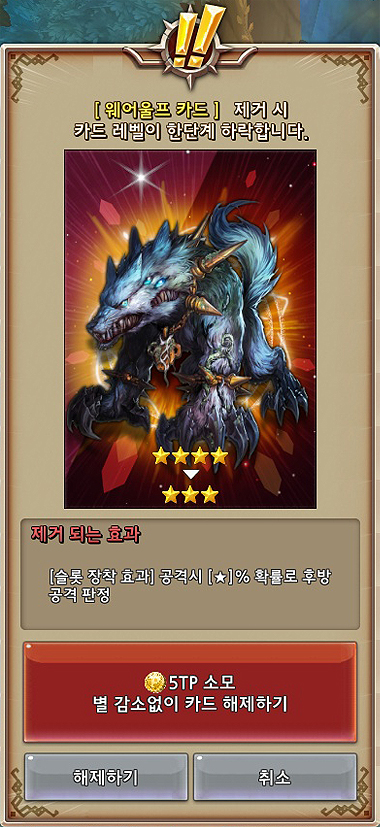 [ 웨어울프 카드 ] 제거 시
카드 레벨이 한단계 하락합니다.
제거 되는 효과
[슬롯 장착 효과] 공격시 [★]% 확률로 후방
공격 판정
5TP 소모
별 감소없이 카드 해제하기
해제하기
취소